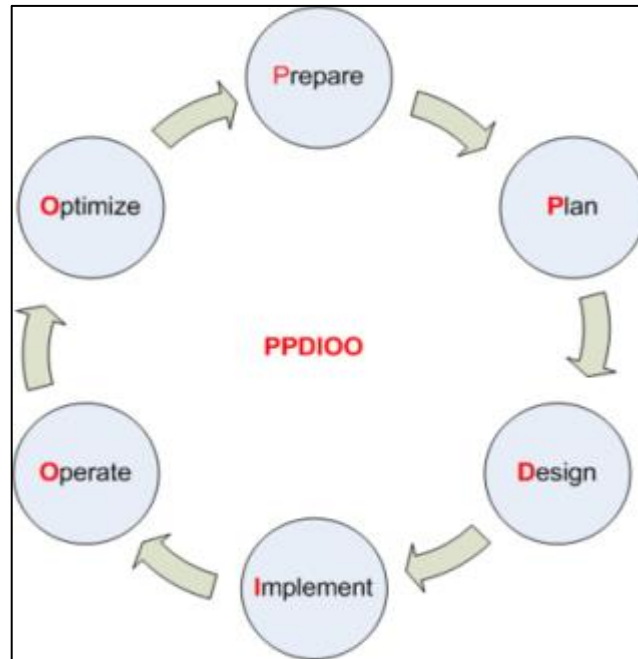 Prepare
Plan
Design
Implement
Operate
Optimize
PPDIOO